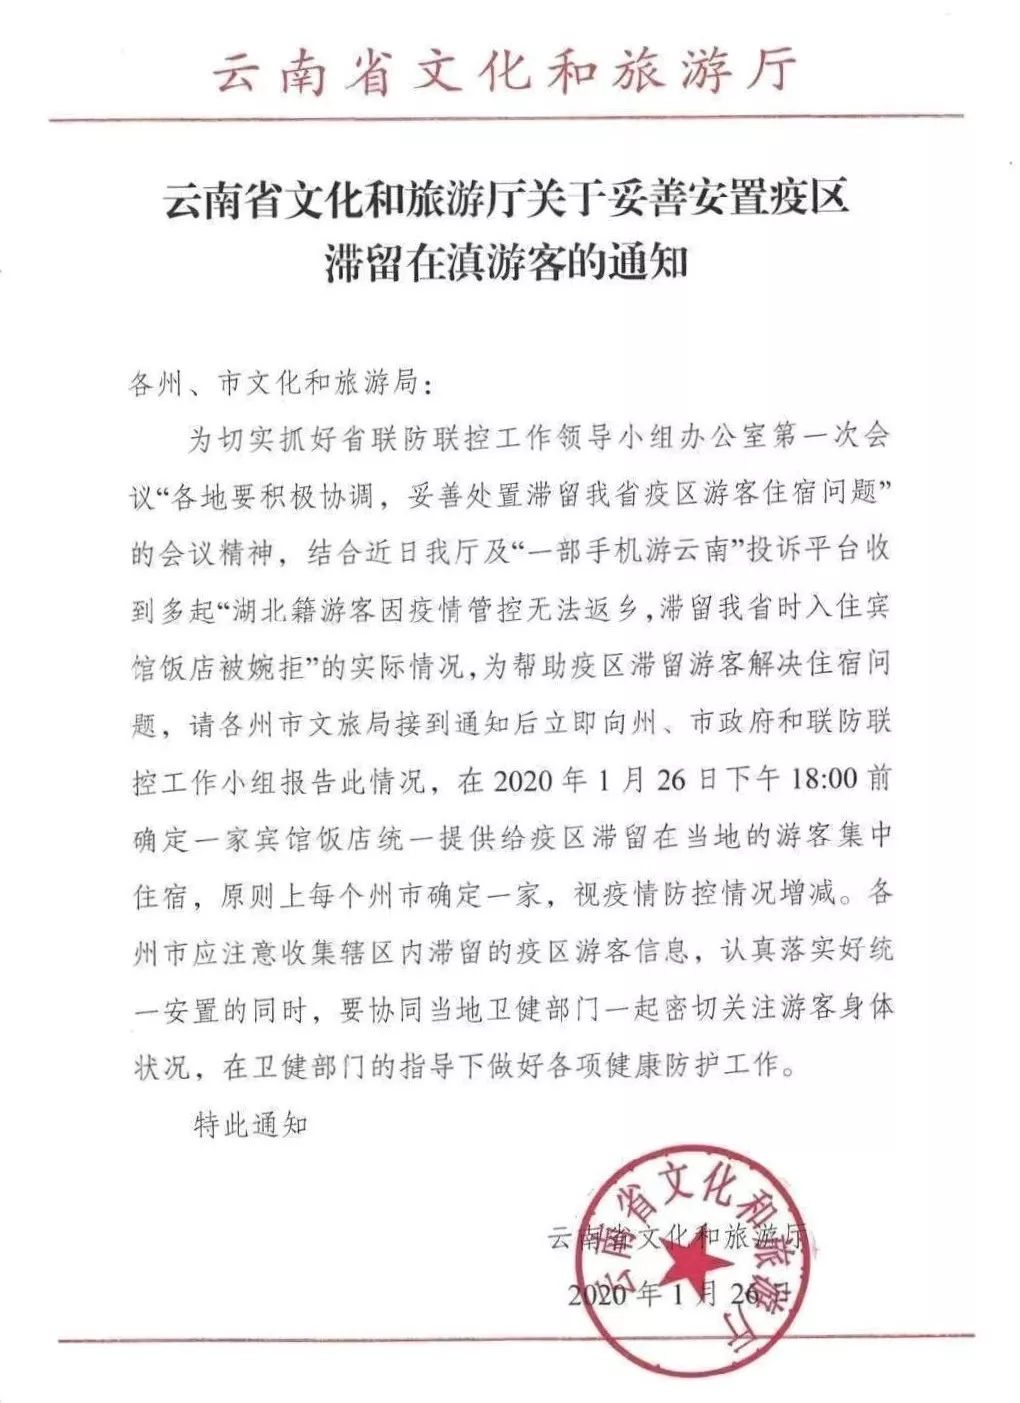 云南省文化和旅游厅
云南省文化和旅游厅关于妥善安置疫区
滞留在滇游客的通知
各州、市文化和旅游局：
为切实抓好省联防联控工作领导小组办公室第一次会
议“各地要积极协调，妥善处置滞留我省疫区游客住宿问题”
的会议精神，结合近日我厅及“一部手机游云南”投诉平台收
到多起“湖北籍游客因疫情管控无法返乡，滞留我省时入住宾
馆饭店被婉拒”的实际情况，为帮助疫区滞留游客解决住宿问
题，请各州市文旅局接到通知后立即向州、市政府和联防联
控工作小组报告此情况，在 2020 年 1 月 26 日下午 18:00 前
确定一家宾馆饭店统一提供给疫区滞留在当地的游客集中
住宿，原则上每个州市确定一家，视疫情防控情况增减。各
州市应注意收集辖区内滞留的疫区游客信息，认真落实好统
一安置的同时，要协同当地卫健部门一起密切关注游客身体
状况，在卫健部门的指导下做好各项健康防护工作。
特此通知
云南省文化和旅游厅
2020 年 1 月 26 日
云南省文化和旅游厅